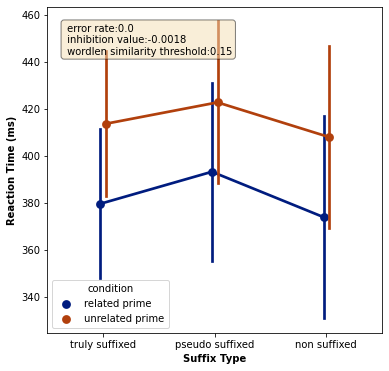 error rate:0.0
inhibition value:-0.0018
wordlen similarity threshold:0.15
460
440
420
400
380
360
340
Reaction Time (ms)
condition
related prime
unrelated prime
truly suffixed
pseudo suffixed
non suffixed
Suffix Type